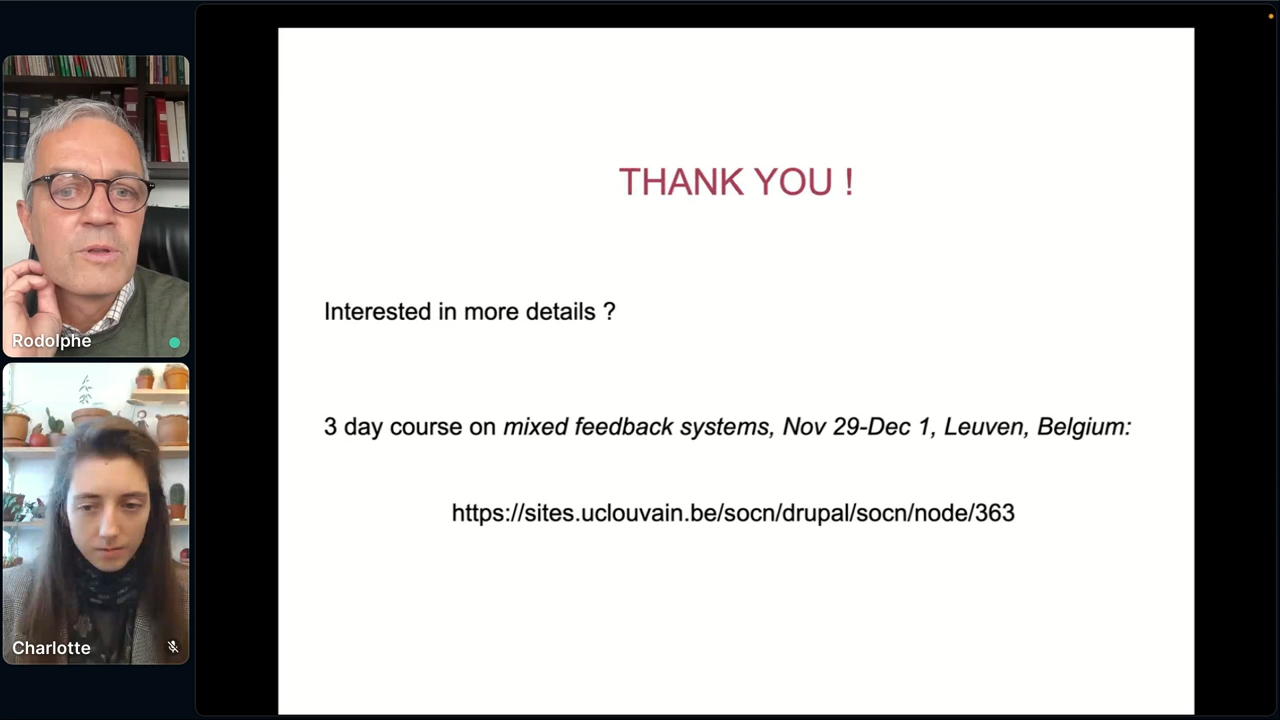 Rodolphe
Charlotte
THANK YOU !
Interested in more details ?
3 day course on mixed feedback systems, Nov 29-Dec 1, Leuven, Belgium:
https://sites.uclouvain.be/socn/drupal/socn/node/363